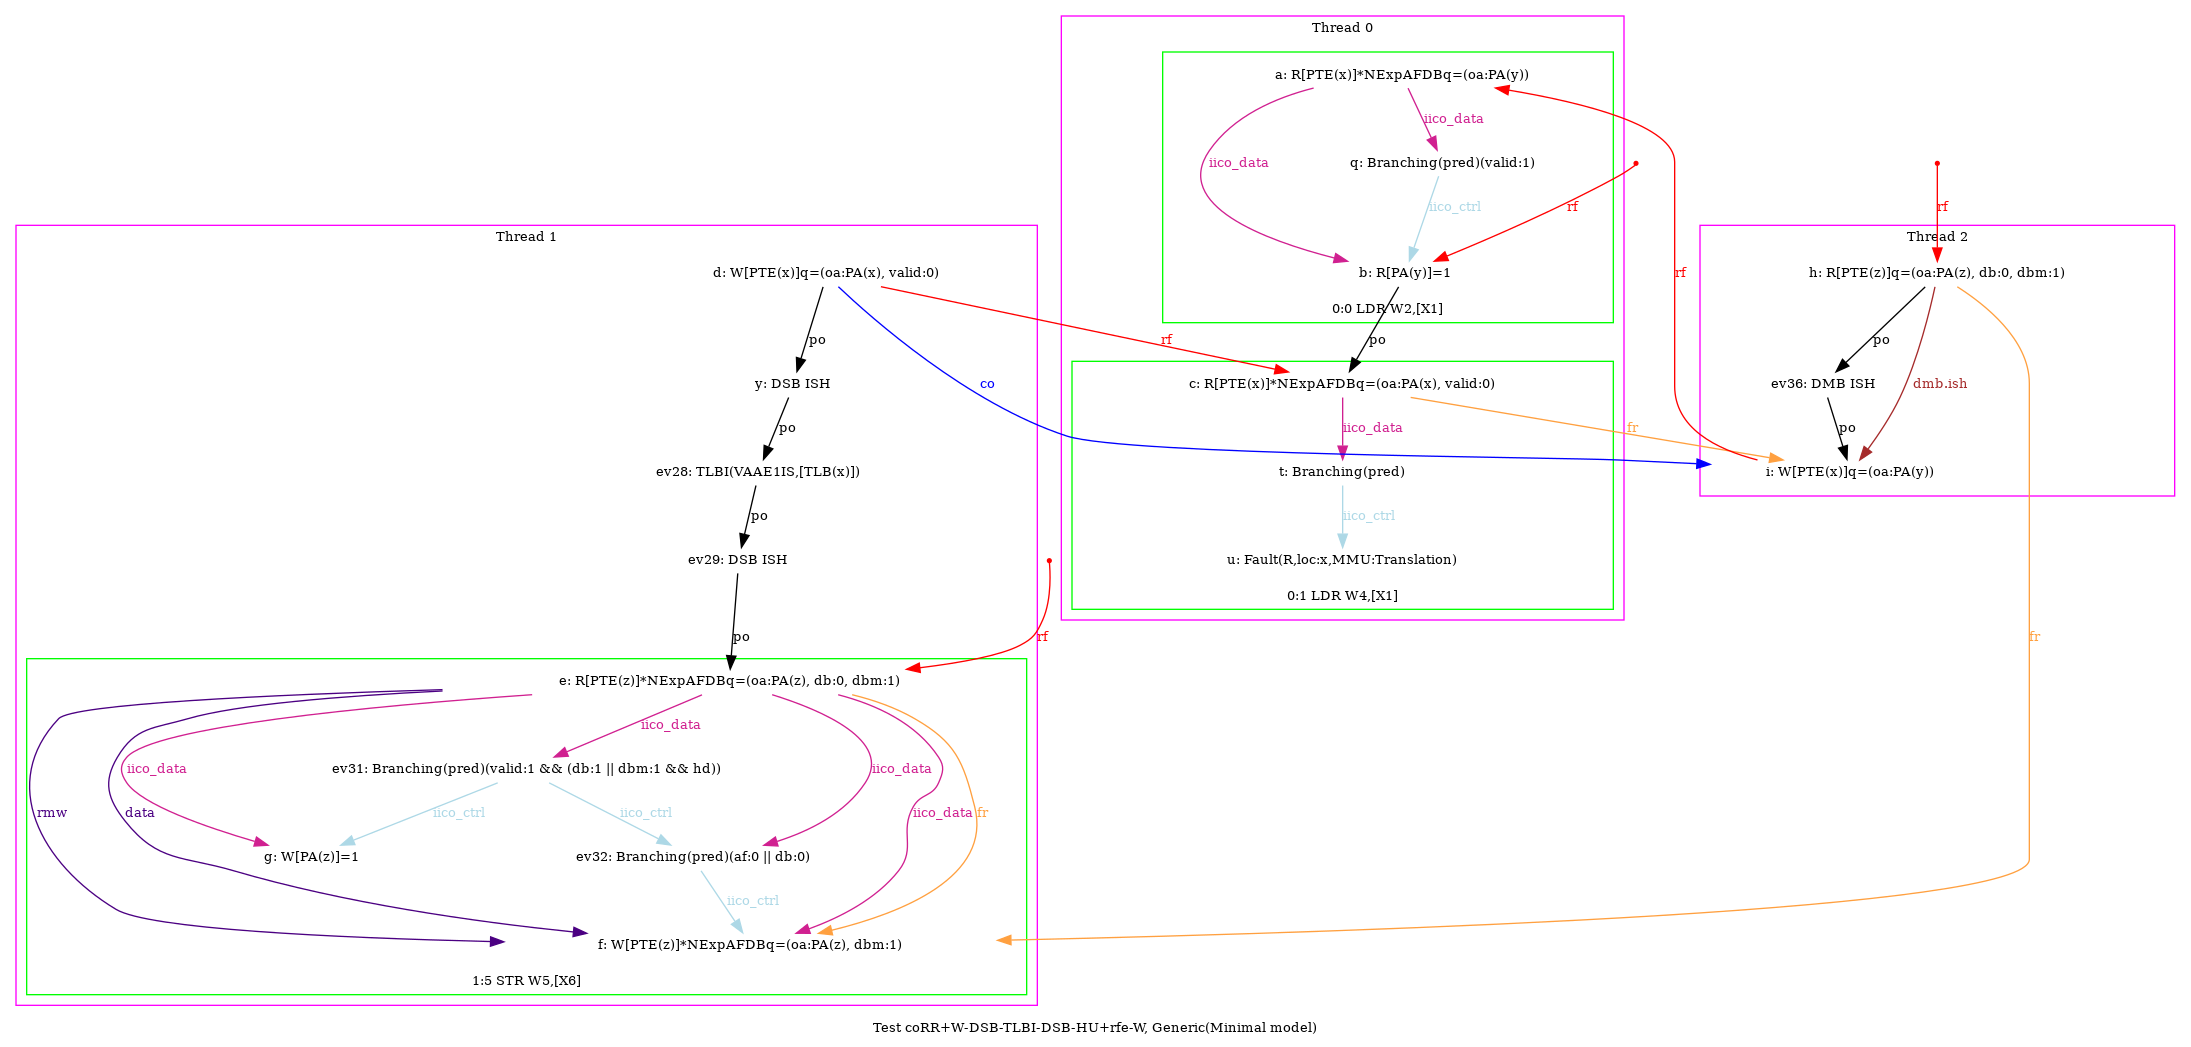 Thread 0
a: R[PTE(x)]*NExpAFDBq=(oa:PA(y))
iico_data
iico_data
q: Branching(pred)(valid:1)
iico_ctrl
rf
b: R[PA(y)]=1
0:0 LDR W2,[X1]
po
c: R[PTE(x)]*NExpAFDBq=(oa:PA(x), valid:0)
iico_data
fr
t: Branching(pred)
iico_ctrl
u: Fault(R,loc:x,MMU:Translation)
0:1 LDR W4,[X1]
rf
Thread 1
d: W[PTE(x)]q=(oa:PA(x), valid:0)
po
rf
co
y: DSB ISH
po
ev28: TLBI(VAAE1IS,[TLB(x)])
po
ev29: DSB ISH
po
rf
e: R[PTE(z)]*NExpAFDBq=(oa:PA(z), db:0, dbm:1)
iico_data
iico_data
ev31: Branching(pred)(valid:1 && (db:1 || dbm:1 && hd))
iico_data
rmw
data
iico_ctrl
iico_ctrl
iico_data
fr
g: W[PA(z)]=1
ev32: Branching(pred)(af:0 || db:0)
iico_ctrl
f: W[PTE(z)]*NExpAFDBq=(oa:PA(z), dbm:1)
1:5 STR W5,[X6]
rf
Thread 2
h: R[PTE(z)]q=(oa:PA(z), db:0, dbm:1)
po
ev36: DMB ISH
dmb.ish
po
i: W[PTE(x)]q=(oa:PA(y))
fr
Test coRR+W-DSB-TLBI-DSB-HU+rfe-W, Generic(Minimal model)